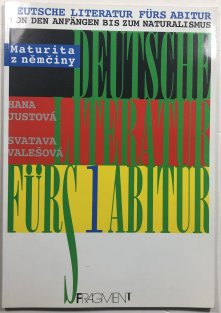 DEUTSCHE LITERATUR FÜRS ABITUR
VON DEN ANFÄNGEN BIS ZUM NATURALISMUS
Maturita
z němčiny
DEUTSCHE
HANA
JUSTOVÁ
LITERATUR
SVATAVA
VALEŠOVÁ
FÜRS 1 ABITUR
FRAGMENT